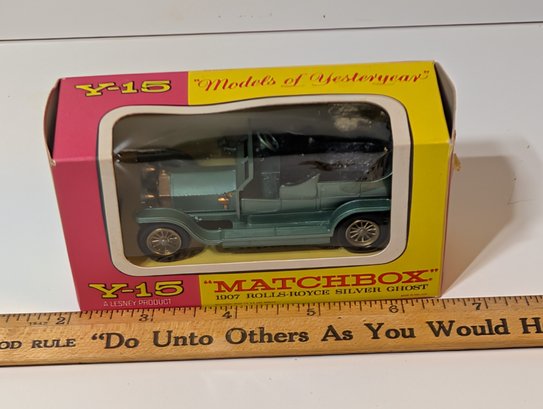 Y-15
"Models of Yesteryear"
Y-15
A LESNEY PRODUCT
"MATCHBOX"
1907 ROLLS-ROYCE SILVER GHOST
2 3 4 5 6 7
OD RULE "Do Unto Others As You Would H